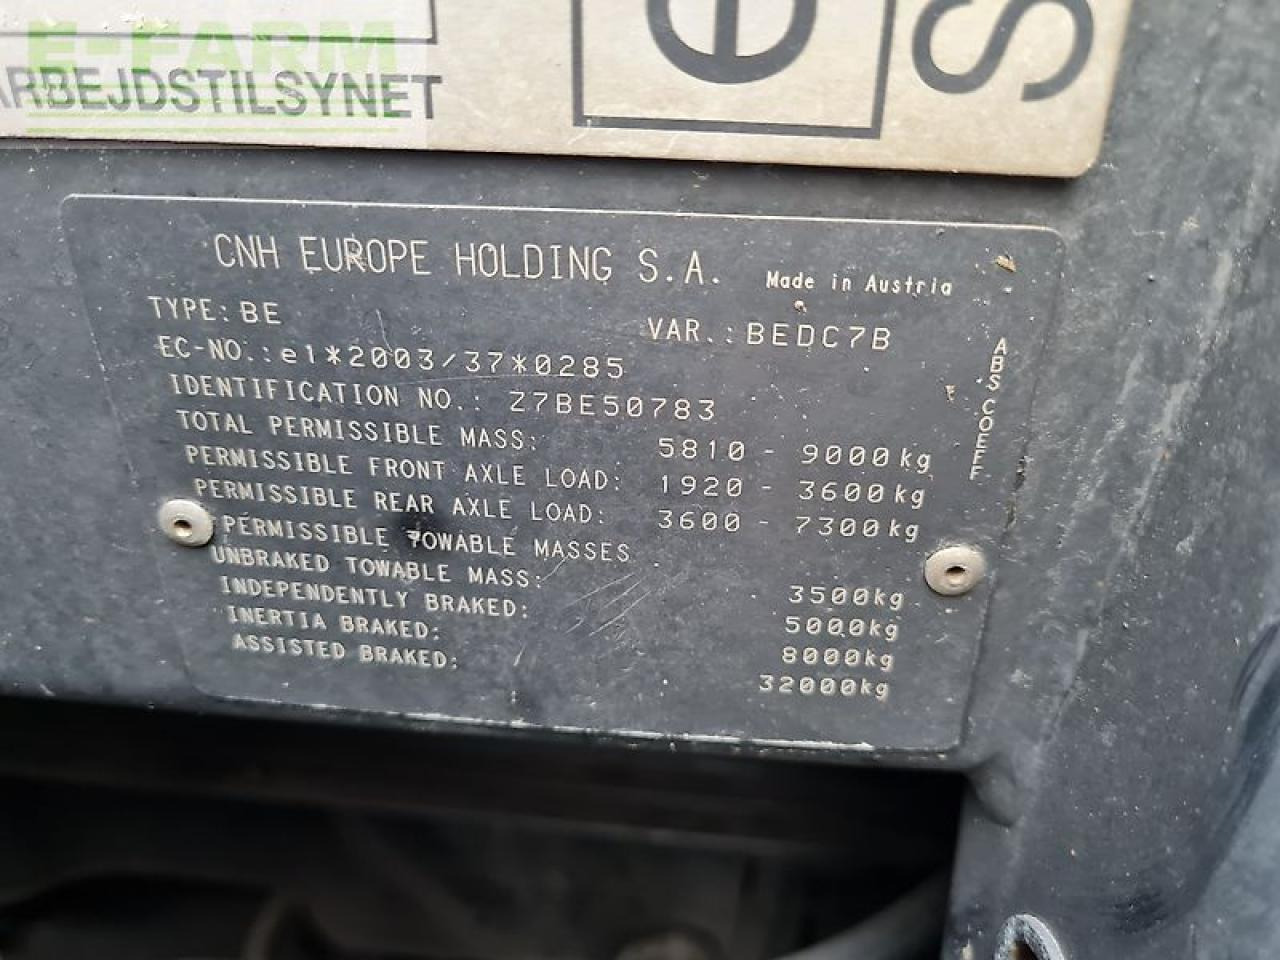 E-FARM
ARBEJDSTILSYNET
e
S
CNH EUROPE HOLDING S.A. Made in Austria
TYPE: BE VAR.: BEDC7B
EC-NO.: e1*2003/37*0285
IDENTIFICATION NO.: Z7BE50783
TOTAL PERMISSIBLE MASS: 5810 - 9000kg
PERMISSIBLE FRONT AXLE LOAD: 1920 - 3600kg
PERMISSIBLE REAR AXLE LOAD: 3600 - 7300kg
PERMISSIBLE TOWABLE MASSES
UNBRAKED TOWABLE MASS: 3500kg
INDEPENDENTLY BRAKED: 5000kg
INERTIA BRAKED: 8000kg
ASSISTED BRAKED: 32000kg
ABS COEFF